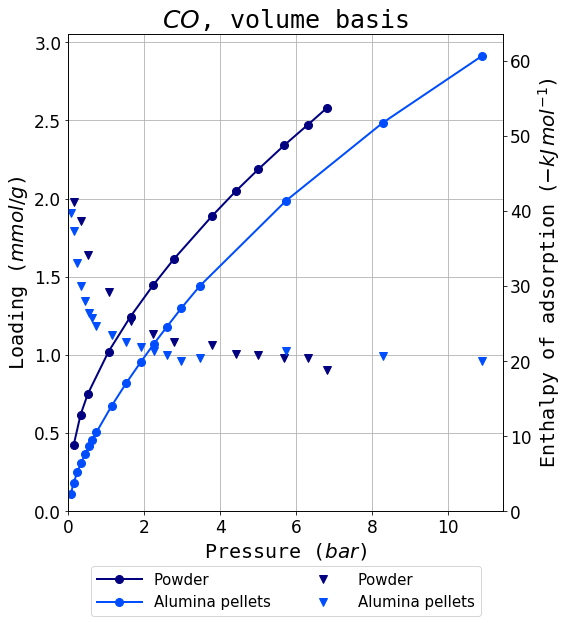 CO, volume basis
Loading (mmol/g)
3.0
2.5
2.0
1.5
1.0
0.5
0.0
60
50
40
30
20
10
0
Enthalpy of adsorption (−kJ mol⁻¹)
0 2 4 6 8 10
Pressure (bar)
Powder Powder
Alumina pellets Alumina pellets